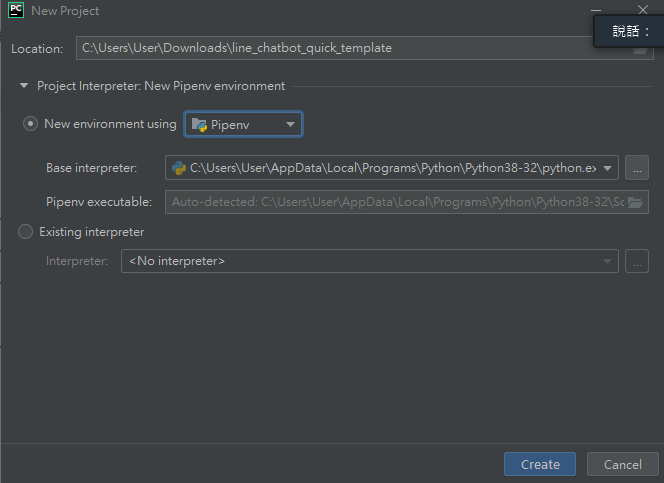 PC New Project
說話：
Location: C:\Users\User\Downloads\line_chatbot_quick_template
Project Interpreter: New Pipenv environment
New environment using Pipenv
Base interpreter: C:\Users\User\AppData\Local\Programs\Python\Python38-32\python.ex ...
Pipenv executable: Auto-detected: C:\Users\User\AppData\Local\Programs\Python\Python38-32\Sc
Existing interpreter
Interpreter: <No interpreter> ...
Create Cancel